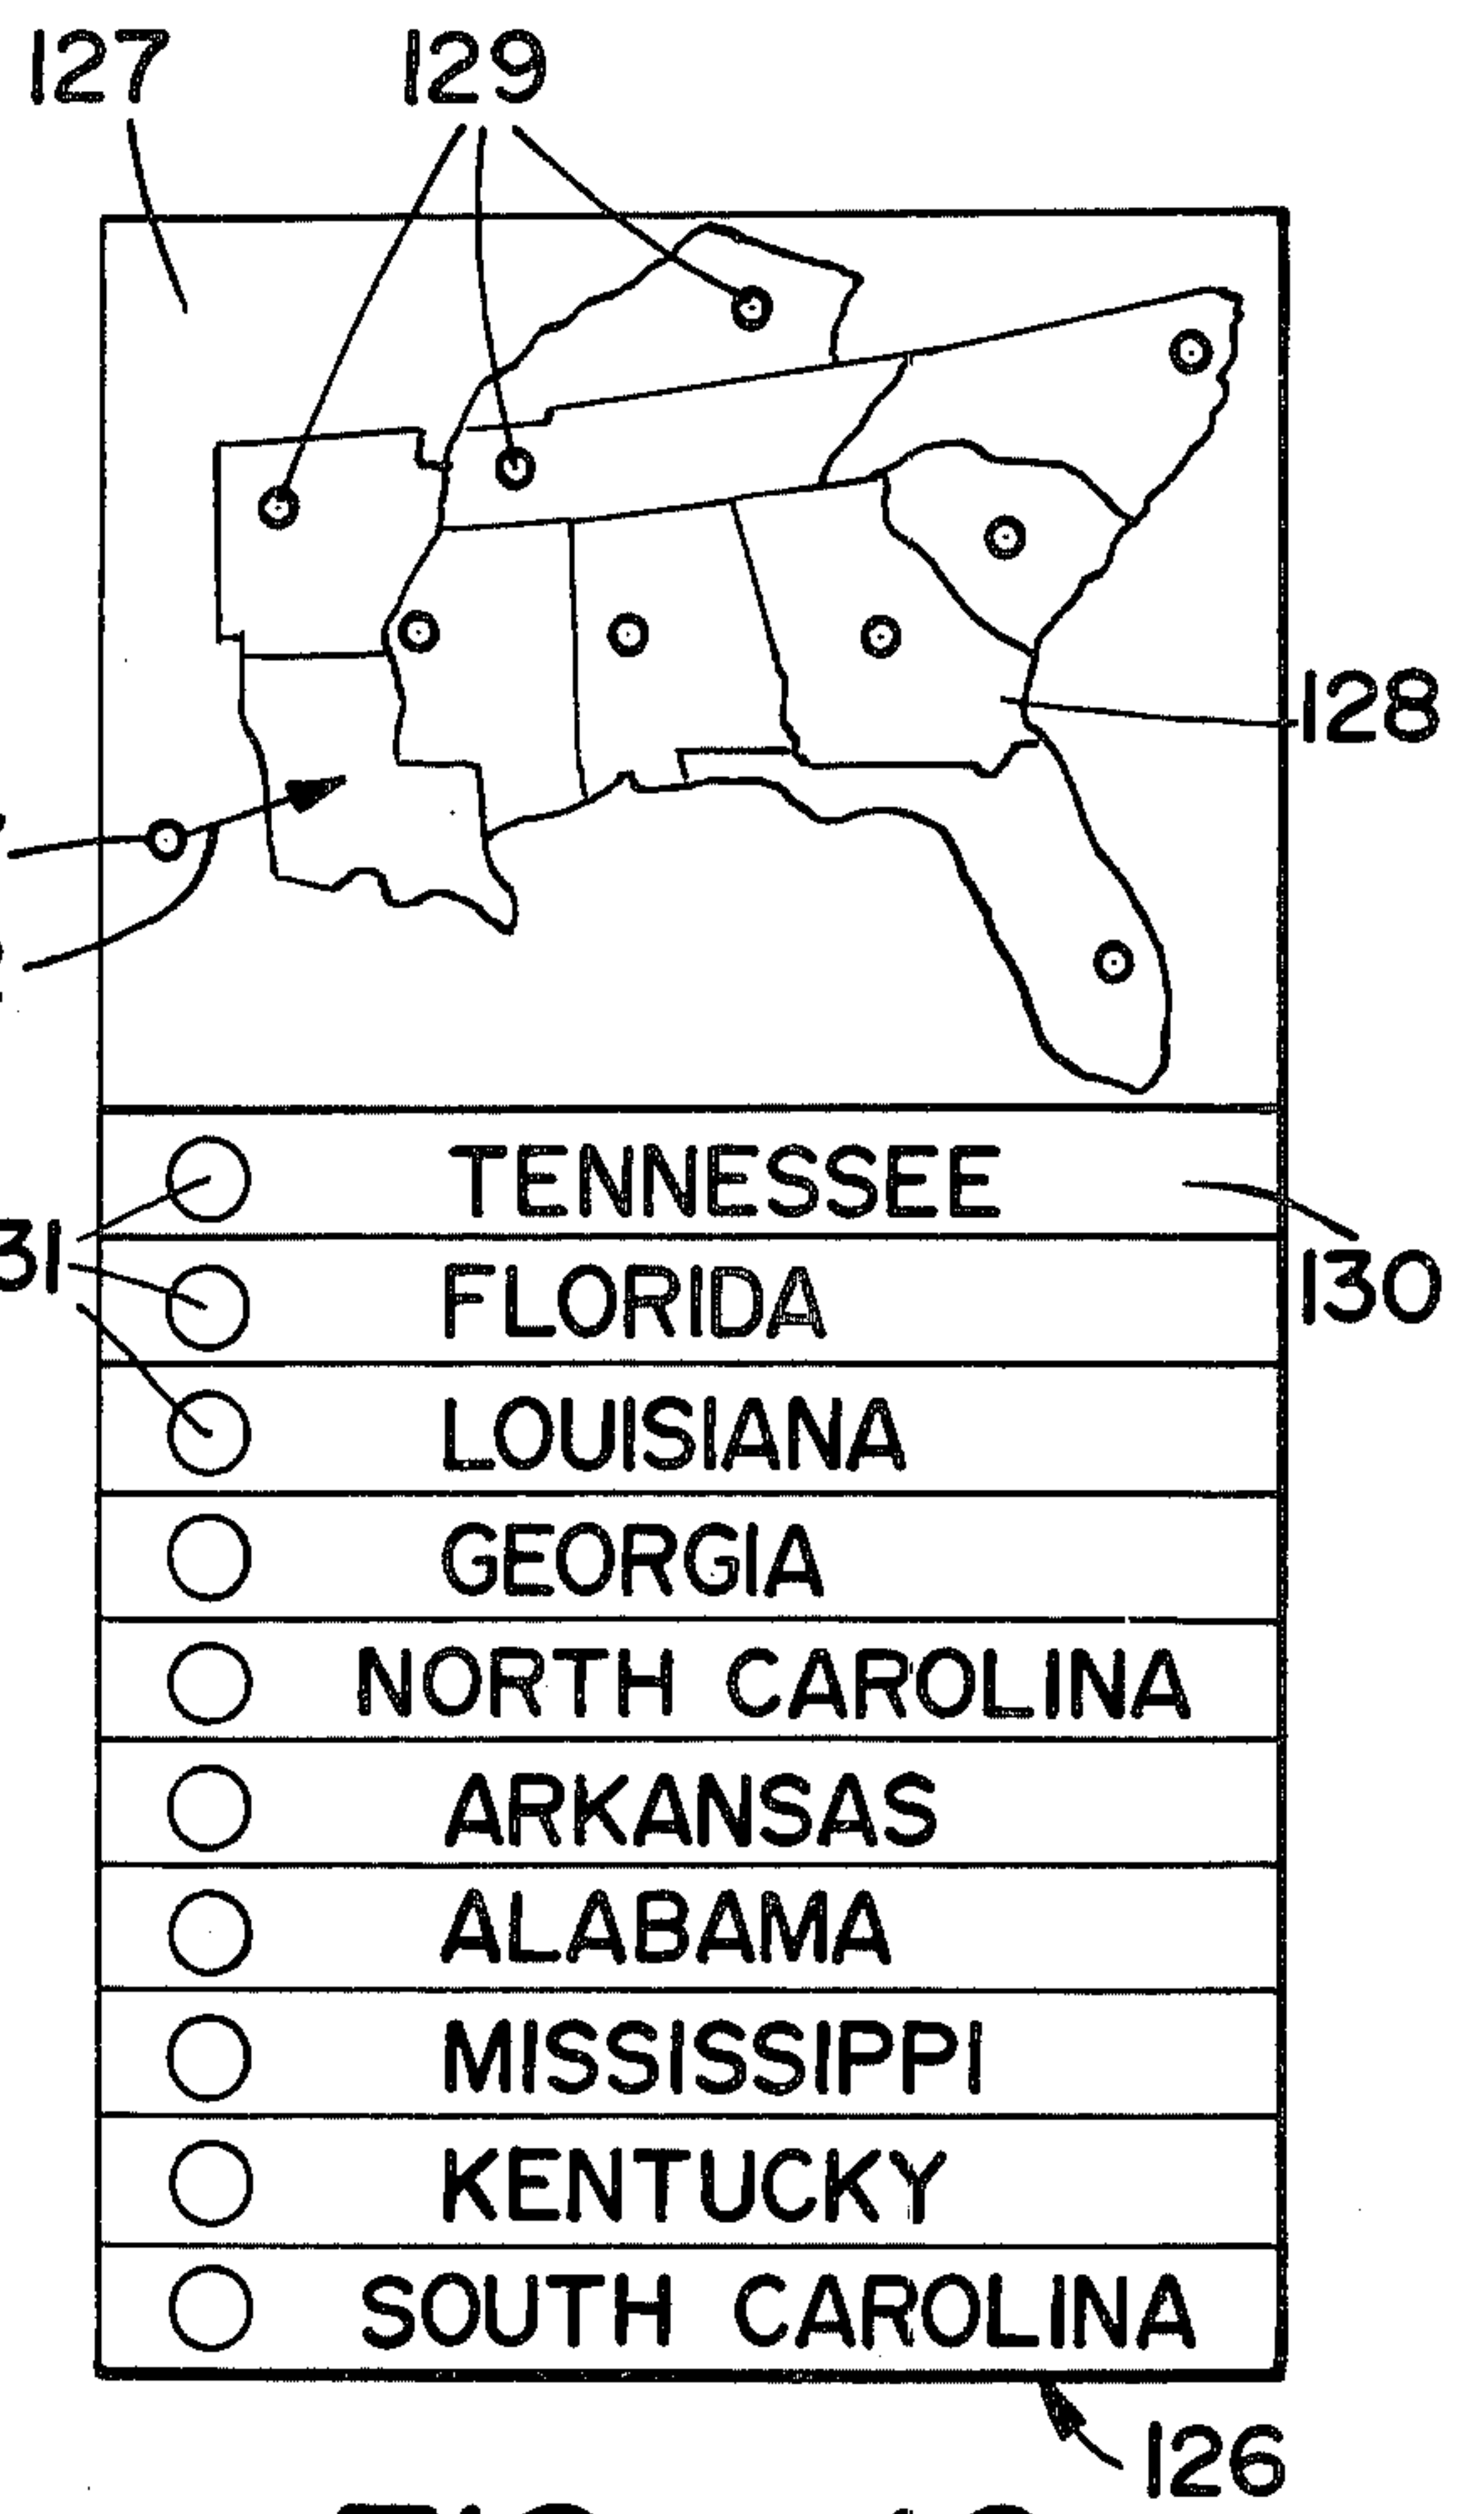 127 129
128
TENNESSEE
31 130
FLORIDA
LOUISIANA
GEORGIA
NORTH CAROLINA
ARKANSAS
ALABAMA
MISSISSIPPI
KENTUCKY
SOUTH CAROLINA
126